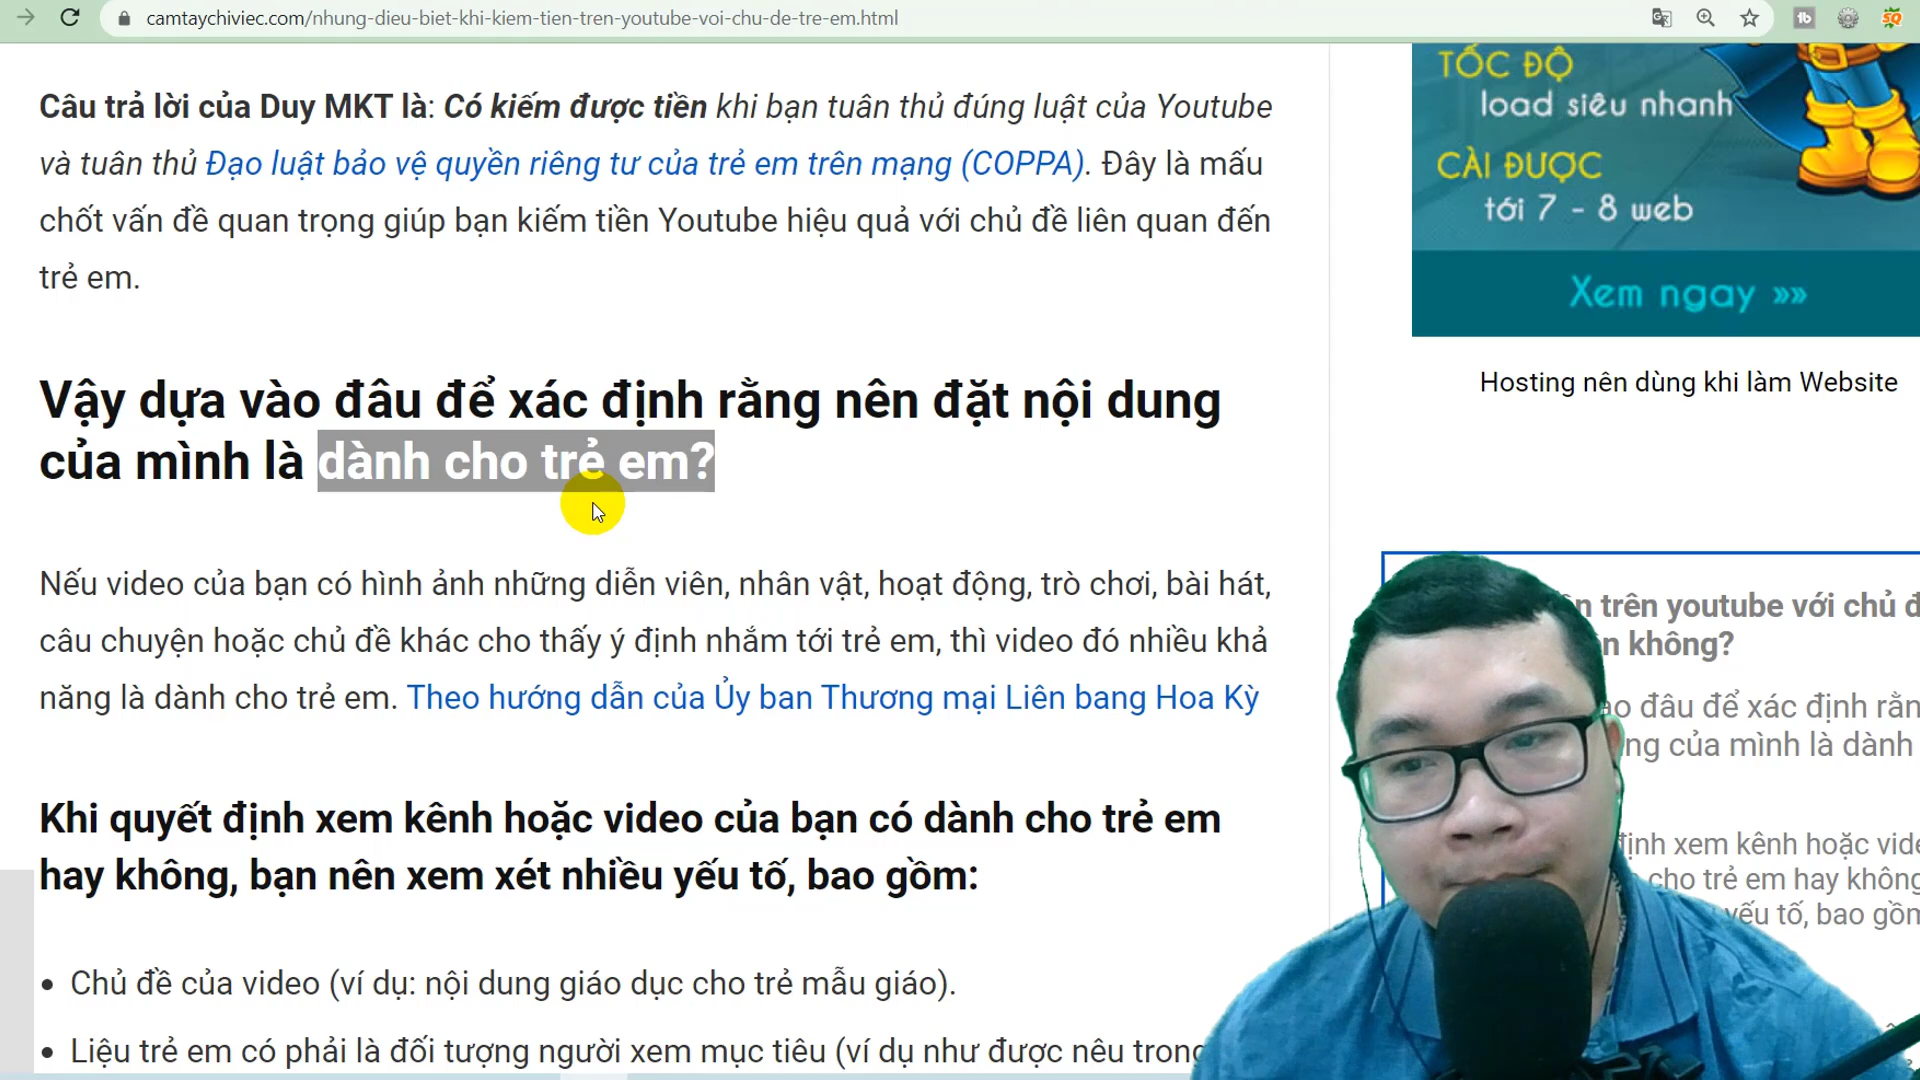 camtaychiviec.com/nhung-dieu-biet-khi-kiem-tien-tren-youtube-voi-chu-de-tre-em.html
Câu trả lời của Duy MKT là: Có kiếm được tiền khi bạn tuân thủ đúng luật của Youtube
và tuân thủ Đạo luật bảo vệ quyền riêng tư của trẻ em trên mạng (COPPA). Đây là mấu
chốt vấn đề quan trọng giúp bạn kiếm tiền Youtube hiệu quả với chủ đề liên quan đến
trẻ em.
Vậy dựa vào đâu để xác định rằng nên đặt nội dung
của mình là dành cho trẻ em?
Nếu video của bạn có hình ảnh những diễn viên, nhân vật, hoạt động, trò chơi, bài hát,
câu chuyện hoặc chủ đề khác cho thấy ý định nhắm tới trẻ em, thì video đó nhiều khả
năng là dành cho trẻ em. Theo hướng dẫn của Ủy ban Thương mại Liên bang Hoa Kỳ
Khi quyết định xem kênh hoặc video của bạn có dành cho trẻ em
hay không, bạn nên xem xét nhiều yếu tố, bao gồm:
• Chủ đề của video (ví dụ: nội dung giáo dục cho trẻ mẫu giáo).
• Liệu trẻ em có phải là đối tượng người xem mục tiêu (ví dụ như được nêu trong
TỐC ĐỘ
load siêu nhanh
CÀI ĐƯỢC
tới 7 - 8 web
Xem ngay »»
Hosting nên dùng khi làm Website
trên youtube với chủ
không?
đâu để xác định
của mình là dành
định xem kênh hoặc
cho trẻ em hay không
yếu tố, bao gồm
tb
SQ